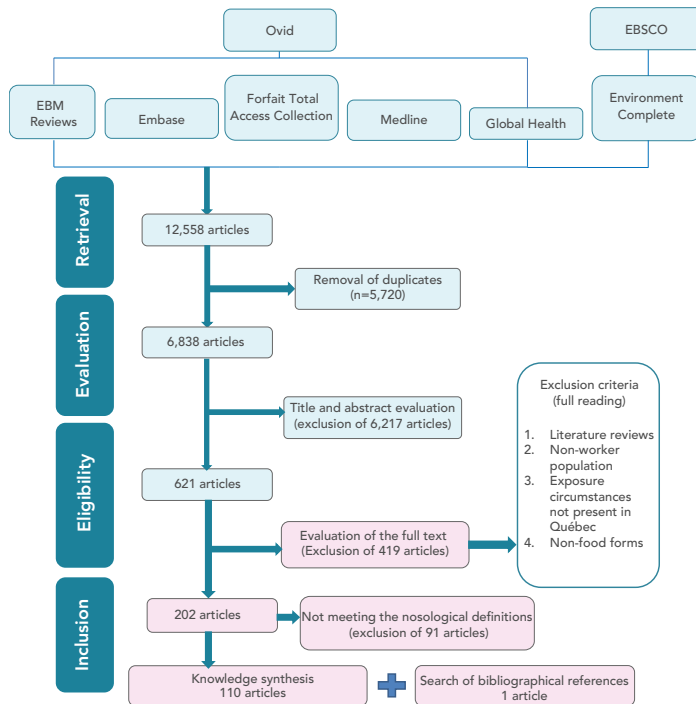 Ovid
EBSCO
EBM
Reviews
Embase
Forfait Total
Access Collection
Medline
Global Health
Environment
Complete
Retrieval
12,558 articles
Removal of duplicates
(n=5,720)
Evaluation
6,838 articles
Title and abstract evaluation
(exclusion of 6,217 articles)
Exclusion criteria
(full reading)
1. Literature reviews
2. Non-worker
population
3. Exposure
circumstances
not present in
Québec
4. Non-food forms
Eligibility
621 articles
Evaluation of the full text
(Exclusion of 419 articles)
Inclusion
202 articles
Not meeting the nosological definitions
(exclusion of 91 articles)
Knowledge synthesis
110 articles
Search of bibliographical references
1 article